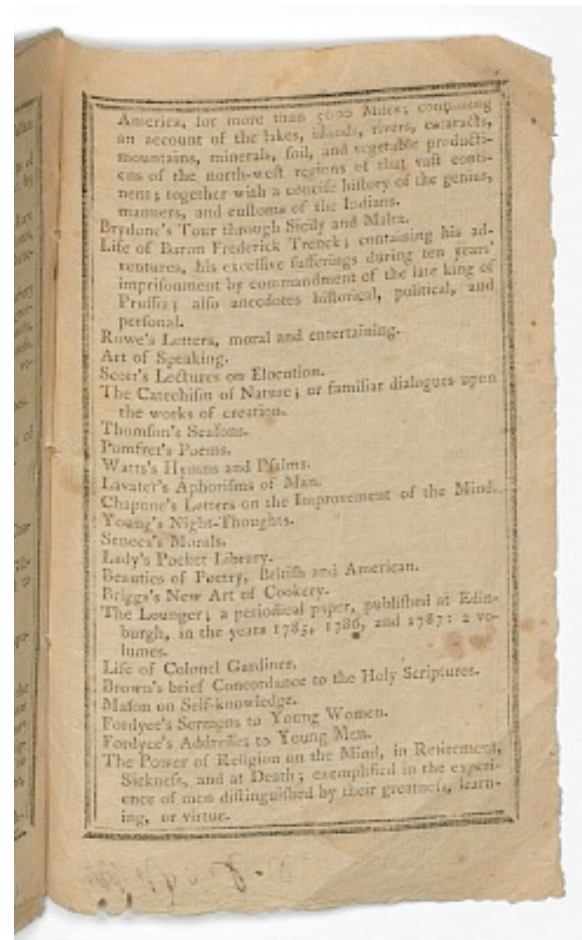 America, for more than 5000 Miles; containing
an account of the lakes, islands, rivers, cataracts,
mountains, minerals, soil, and vegetable producti-
ons of the north-west regions of that vast conti-
nent; together with a concise history of the genius,
manners, and customs of the Indians.
Brydone's Tour through Sicily and Malta.
Life of Baron Frederick Trenck; containing his ad-
ventures, his excessive sufferings during ten years
imprisonment by commandment of the late king of
Prussia; also anecdotes historical, political, and
personal.
Rowe's Letters, moral and entertaining.
Art of Speaking.
Scott's Lectures on Elocution.
The Catechism of Nature; or familiar dialogues upon
the works of creation.
Thomson's Seasons.
Pomfret's Poems.
Watts's Hymns and Psalms.
Lavater's Aphorisms of Man.
Chapone's Letters on the Improvement of the Mind.
Young's Night-Thoughts.
Seneca's Morals.
Lady's Pocket Library.
Beauties of Poetry, British and American.
Briggs's New Art of Cookery.
The Lounger; a periodical paper, published at Edin-
burgh, in the years 1785, 1786, and 1787: 2 vo-
lumes.
Life of Colonel Gardiner.
Brown's brief Concordance to the Holy Scriptures.
Mason on Self-knowledge.
Fordyce's Sermons to Young Women.
Fordyce's Addresses to Young Men.
The Power of Religion on the Mind, in Retirement,
Sickness, and at Death; exemplified in the experi-
ence of men distinguished by their greatness, learn-
ing, or virtue.